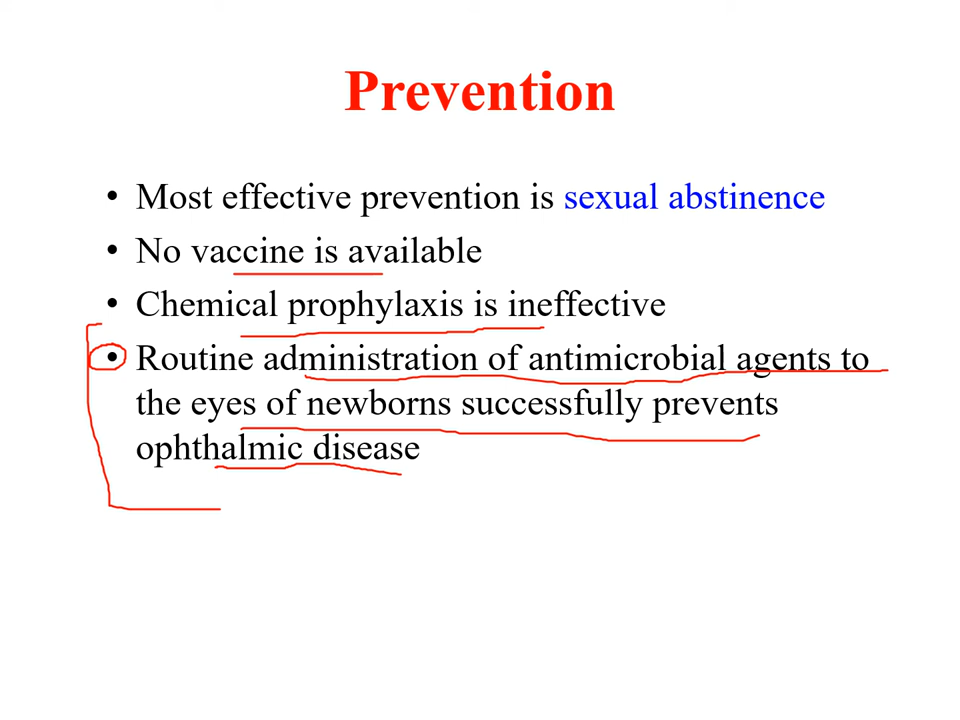 Prevention
• Most effective prevention is sexual abstinence
• No vaccine is available
• Chemical prophylaxis is ineffective
• Routine administration of antimicrobial agents to
the eyes of newborns successfully prevents
ophthalmic disease